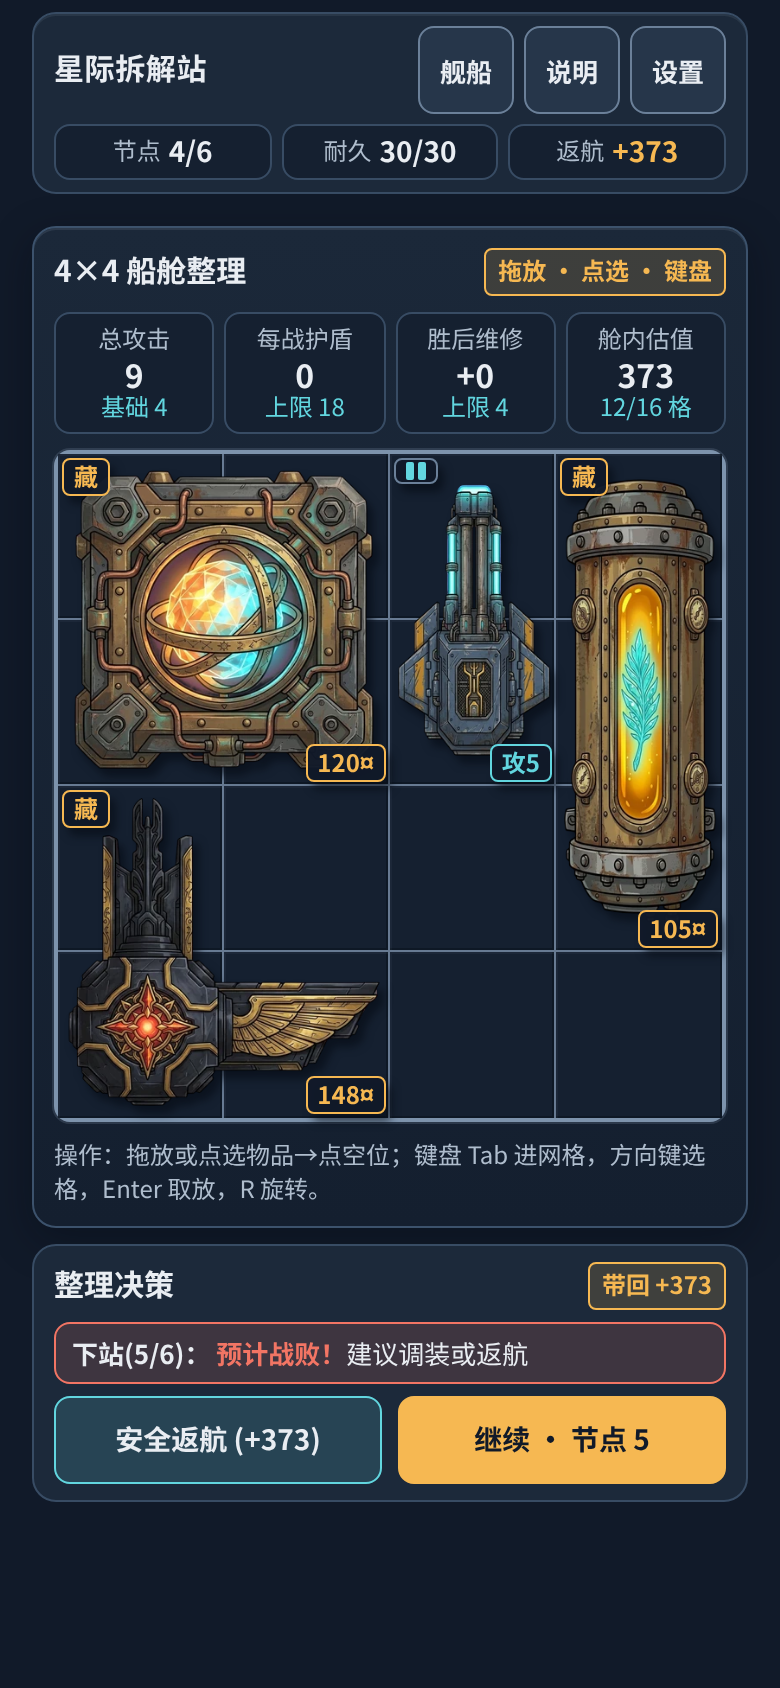 星际拆解站
舰船
说明
设置
节点 4/6
耐久 30/30
返航 +373
4×4 船舱整理
拖放 · 点选 · 键盘
总攻击
9
基础 4
每战护盾
0
上限 18
胜后维修
+0
上限 4
舱内估值
373
12/16 格
藏
藏
120¤
攻5
藏
105¤
148¤
操作：拖放或点选物品→点空位；键盘 Tab 进网格，方向键选
格，Enter 取放，R 旋转。
整理决策
带回 +373
下站(5/6)： 预计战败！ 建议调装或返航
安全返航 (+373)
继续 · 节点 5